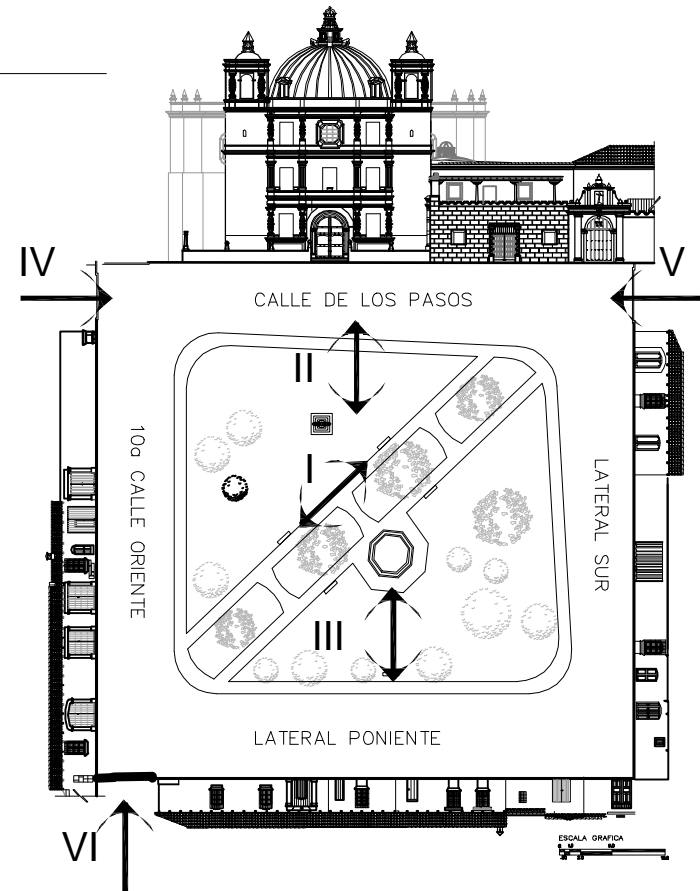 IV
V
CALLE DE LOS PASOS
II
I
10a CALLE ORIENTE
LATERAL SUR
III
LATERAL PONIENTE
VI
ESCALA GRAFICA